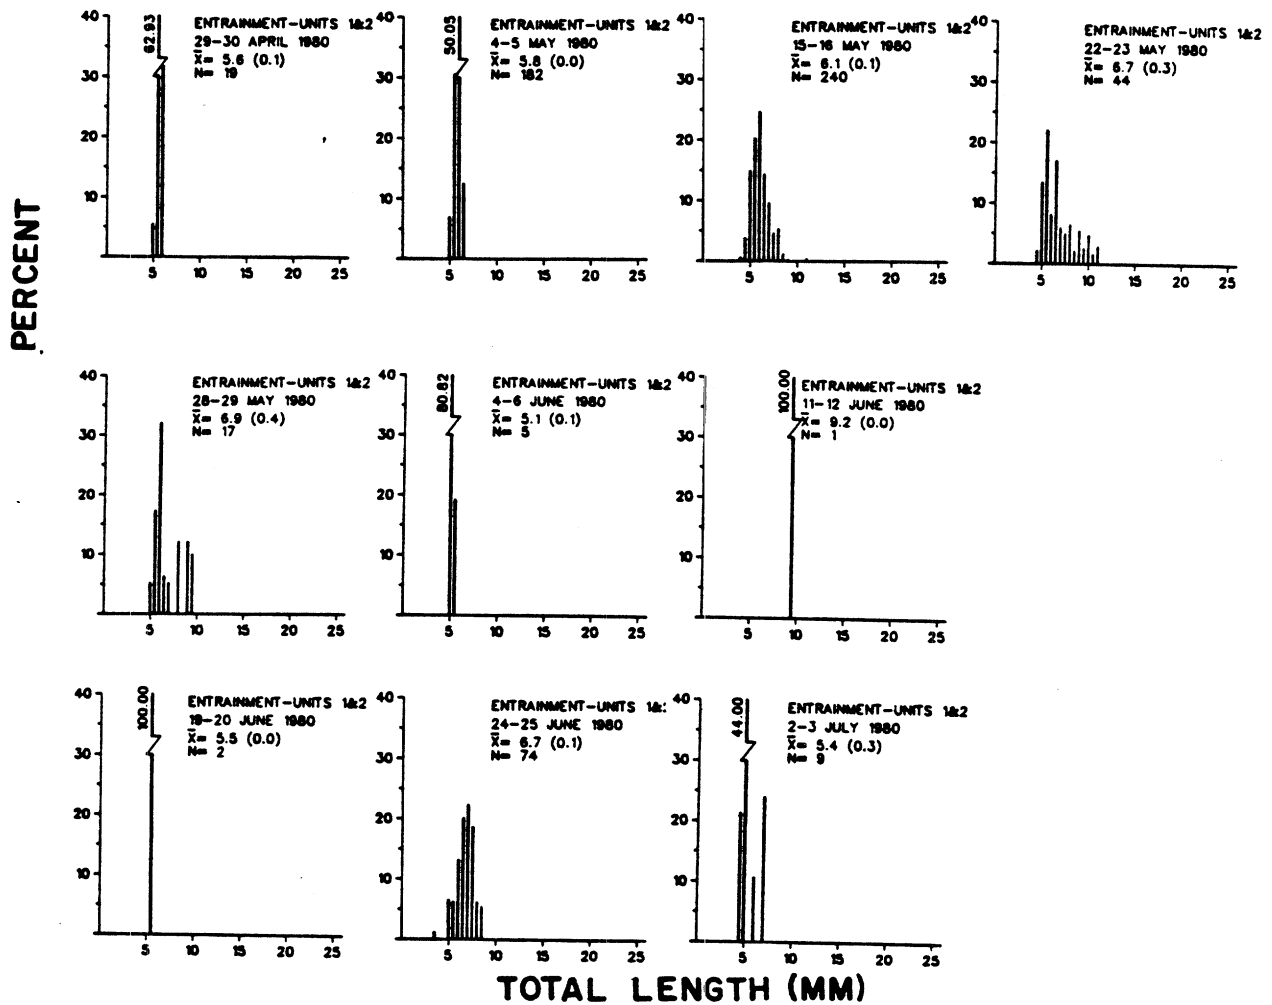 PERCENT
40
30
20
10
5 10 15 20 25
62.93
ENTRAINMENT-UNITS 1&2
29-30 APRIL 1980
X̄= 5.6 (0.1)
N= 19
40
30
20
10
5 10 15 20 25
50.05
ENTRAINMENT-UNITS 1&2
4-5 MAY 1980
X̄= 5.8 (0.0)
N= 182
40
30
20
10
5 10 15 20 25
ENTRAINMENT-UNITS 1&2
15-16 MAY 1980
X̄= 6.1 (0.1)
N= 240
40
30
20
10
5 10 15 20 25
ENTRAINMENT-UNITS 1&2
22-23 MAY 1980
X̄= 6.7 (0.3)
N= 44
40
30
20
10
5 10 15 20 25
ENTRAINMENT-UNITS 1&2
28-29 MAY 1980
X̄= 6.9 (0.4)
N= 17
40
30
20
10
5 10 15 20 25
80.82
ENTRAINMENT-UNITS 1&2
4-6 JUNE 1980
X̄= 5.1 (0.1)
N= 5
40
30
20
10
5 10 15 20 25
100.00
ENTRAINMENT-UNITS 1&2
11-12 JUNE 1980
X̄= 9.2 (0.0)
N= 1
40
30
20
10
5 10 15 20 25
100.00
ENTRAINMENT-UNITS 1&2
19-20 JUNE 1980
X̄= 5.5 (0.0)
N= 2
40
30
20
10
5 10 15 20 25
ENTRAINMENT-UNITS 1&
24-25 JUNE 1980
X̄= 6.7 (0.1)
N= 74
40
30
20
10
5 10 15 20 25
44.00
ENTRAINMENT-UNITS 1&2
2-3 JULY 1980
X̄= 5.4 (0.3)
N= 9
40
30
20
10
5 10 15 20 25
TOTAL LENGTH (MM)